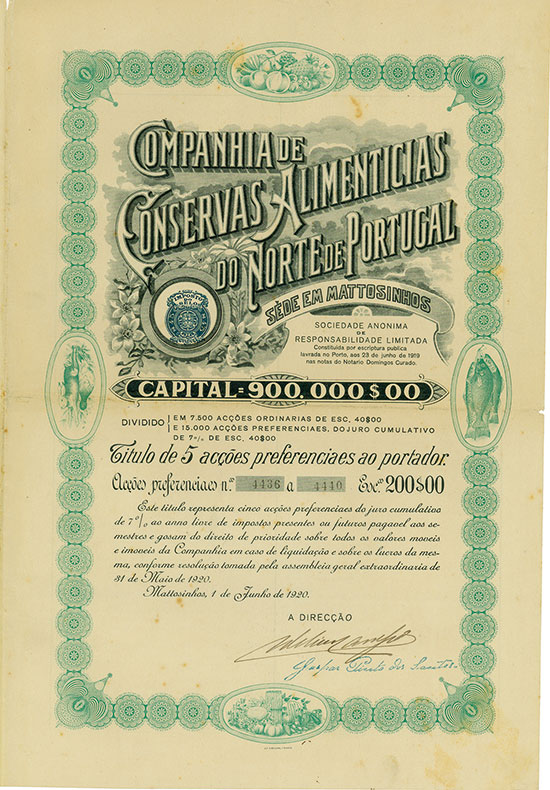 COMPANHIA DE
CONSERVAS ALIMENTICIAS
DO NORTE DE PORTUGAL
SÉDE EM MATTOSINHOS
IMPOSTO
DO SELLO
SOCIEDADE ANONIMA
DE
RESPONSABILIDADE LIMITADA
Constituida por escriptura publica
lavrada no Porto, aos 23 de junho de 1919
nas notas do Notario Domingos Curado.
CAPITAL=900.000$00
DIVIDIDO
EM 7.500 ACÇÕES ORDINARIAS DE ESC. 40$00
E 15.000 ACÇÕES PREFERENCIAES, DO JURO CUMULATIVO
DE 7% DE ESC. 40$00
Titulo de 5 acções preferenciaes ao portador.
Acções preferenciaes n.os 4436 a 4440 Esc.os 200$00
Este titulo representa cinco acções preferenciaes do juro cumulativo
de 7% ao anno livre de impostos presentes ou futuros pagavel aos se-
mestres e gosam do direito de prioridade sobre todos os valores moveis
e imoveis da Companhia em caso de liquidação e sobre os lucros da mes-
ma, conforme resolução tomada pela assembleia geral extraordinaria de
31 de Maio de 1920.
Mattosinhos, 1 de Junho de 1920.
A DIRECÇÃO
Gaspar Pinto dos Santos